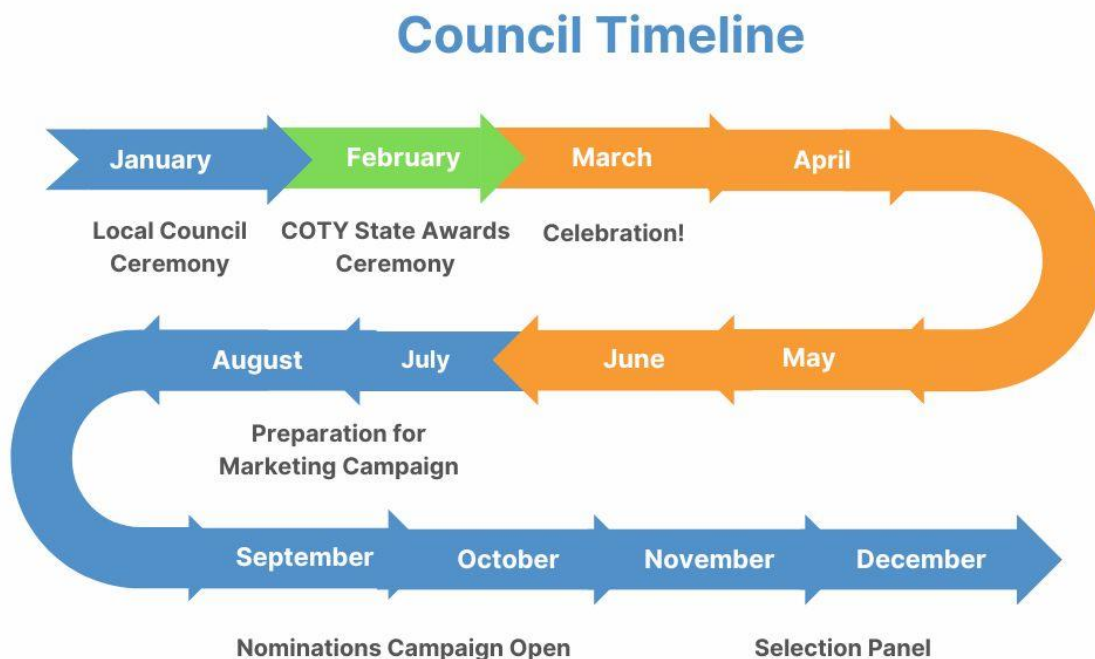 Council Timeline
January
February
March
April
Local Council
Ceremony
COTY State Awards
Ceremony
Celebration!
August
July
June
May
Preparation for
Marketing Campaign
September
October
November
December
Nominations Campaign Open
Selection Panel